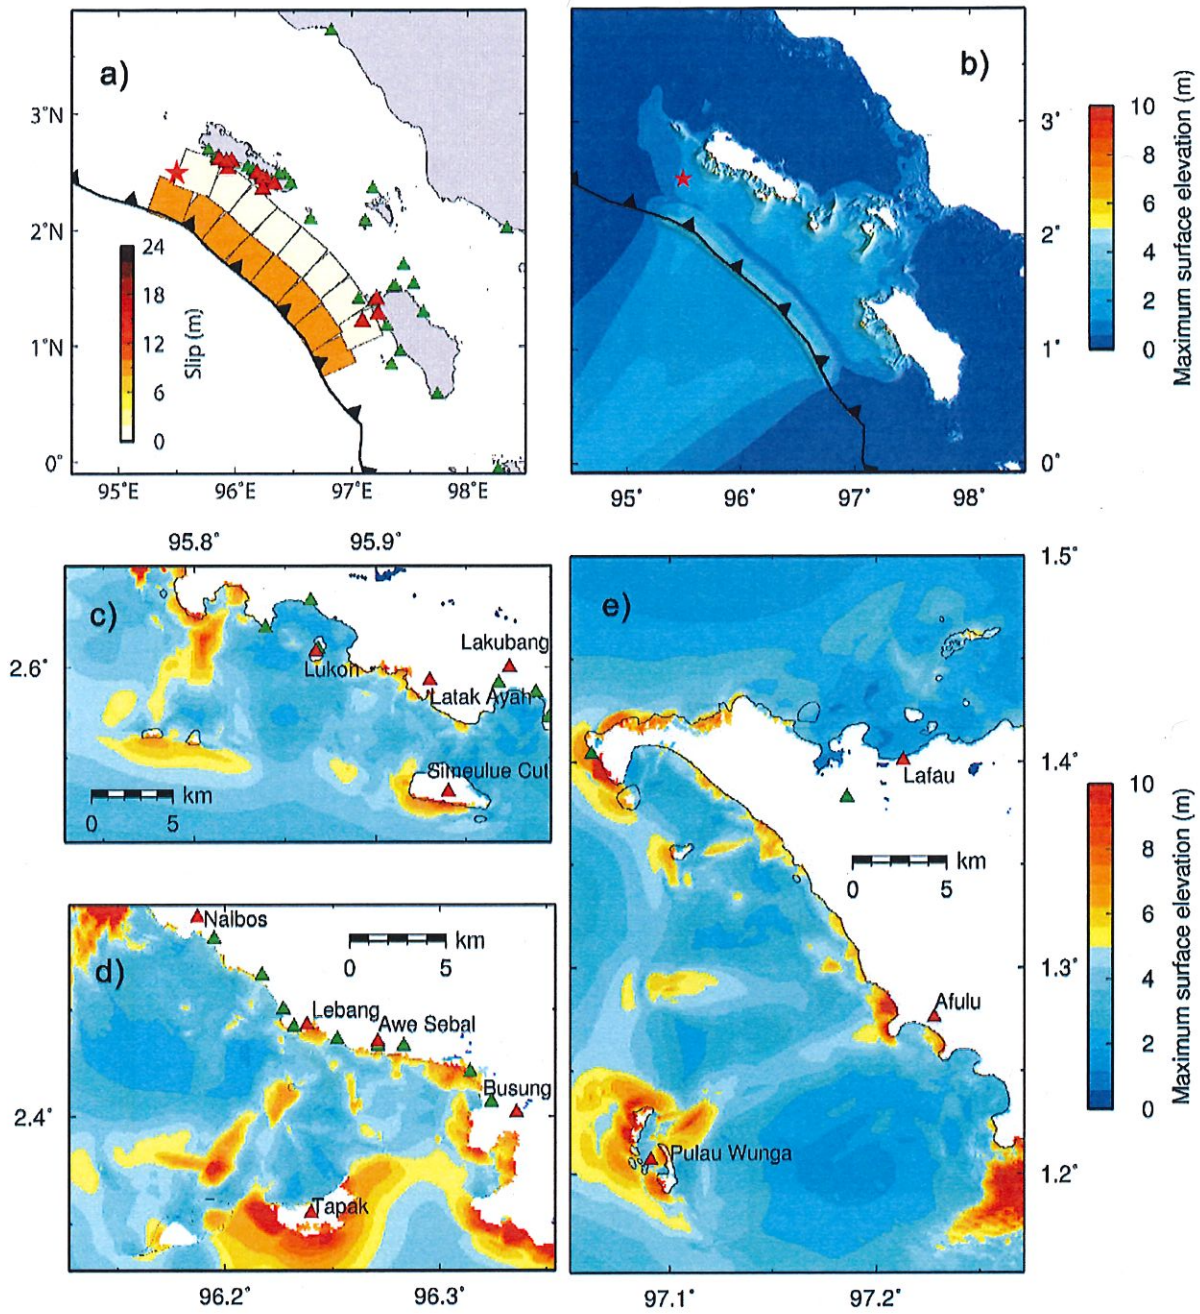 a)
3°N
2°N
1°N
0°
95°E
96°E
97°E
98°E
24
18
12
6
0
Slip (m)
b)
3°
2°
1°
0°
95°
96°
97°
98°
10
8
6
4
2
0
Maximum surface elevation (m)
95.8°
95.9°
c)
2.6°
Lakubang
Lukon
Latak Ayah
Simeulue Cut
km
0 5
d)
Nalbos
km
0 5
Lebang
Awe Sebal
Busung
2.4°
Tapak
96.2°
96.3°
e)
1.5°
1.4°
1.3°
1.2°
Lafau
km
0 5
Afulu
Pulau Wunga
97.1°
97.2°
10
8
6
4
2
0
Maximum surface elevation (m)